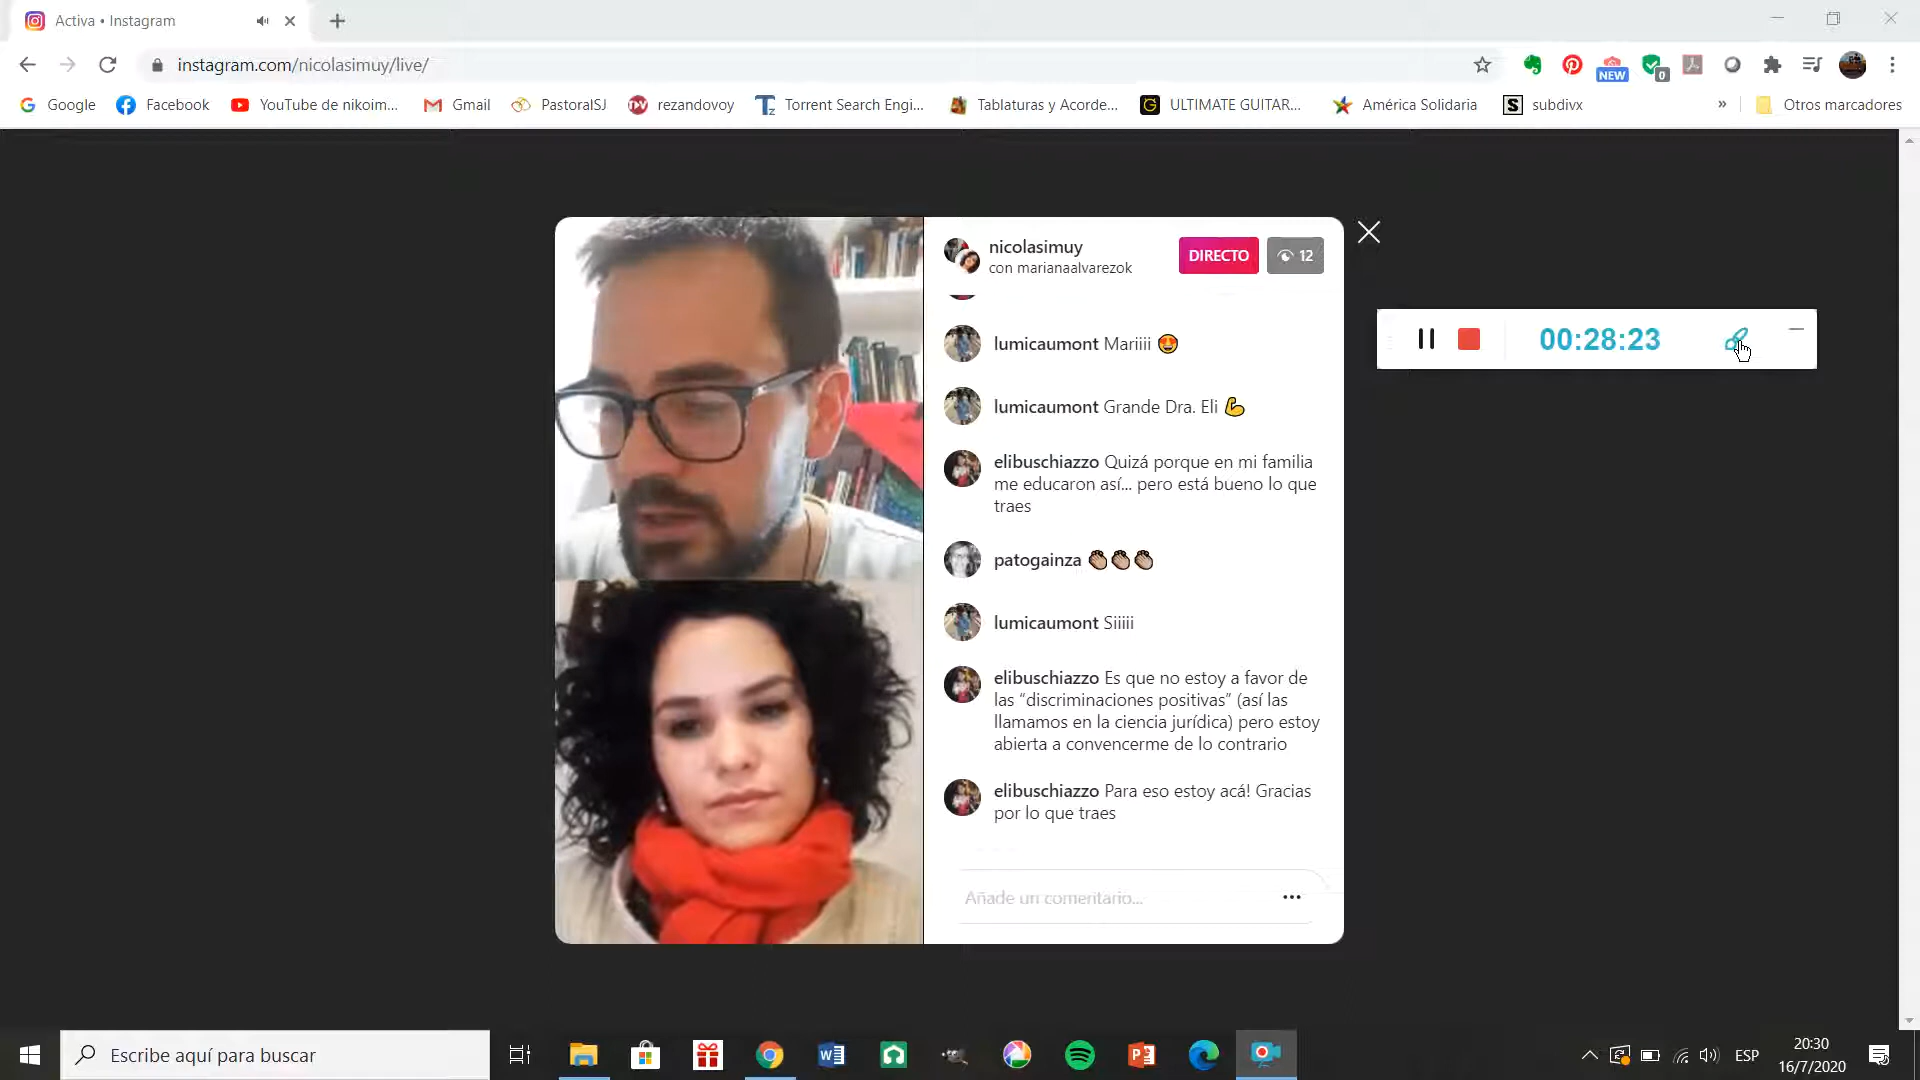 Activa • Instagram
instagram.com/nicolasimuy/live/
NEW
0
Google
Facebook
YouTube de nikoim...
Gmail
PastoralSJ
rezandovoy
Torrent Search Engi...
Tablaturas y Acorde...
ULTIMATE GUITAR...
América Solidaria
subdivx
»
Otros marcadores
nicolasimuy
con marianaalvarezok
DIRECTO
12
lumicaumont Mariiii 🤩
lumicaumont Grande Dra. Eli 💪
elibuschiazzo Quizá porque en mi familia
me educaron así... pero está bueno lo que
traes
patogainza 👏👏👏
lumicaumont Siiiii
elibuschiazzo Es que no estoy a favor de
las “discriminaciones positivas” (así las
llamamos en la ciencia jurídica) pero estoy
abierta a convencerme de lo contrario
elibuschiazzo Para eso estoy acá! Gracias
por lo que traes
Añade un comentario...
00:28:23
Escribe aquí para buscar
ESP
20:30
16/7/2020